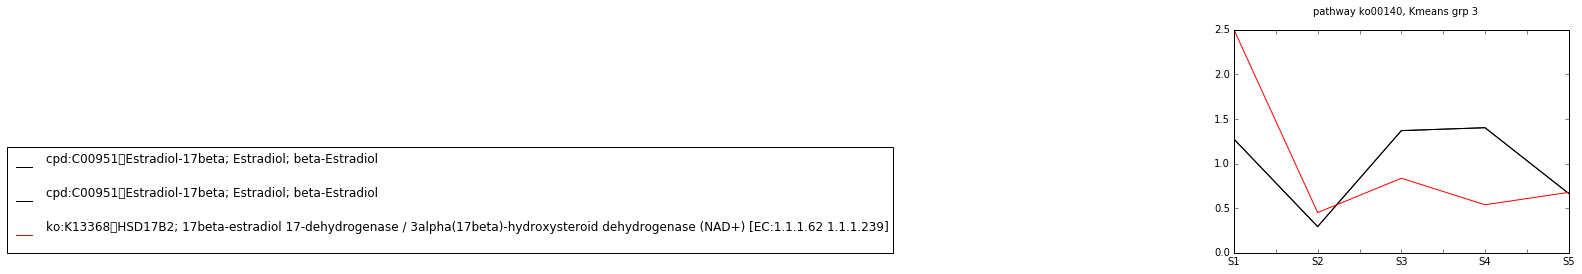 pathway ko00140, Kmeans grp 3
2.5
2.0
1.5
1.0
0.5
0.0
S1 S2 S3 S4 S5
cpd:C00951▯Estradiol-17beta; Estradiol; beta-Estradiol
cpd:C00951▯Estradiol-17beta; Estradiol; beta-Estradiol
ko:K13368▯HSD17B2; 17beta-estradiol 17-dehydrogenase / 3alpha(17beta)-hydroxysteroid dehydrogenase (NAD+) [EC:1.1.1.62 1.1.1.239]